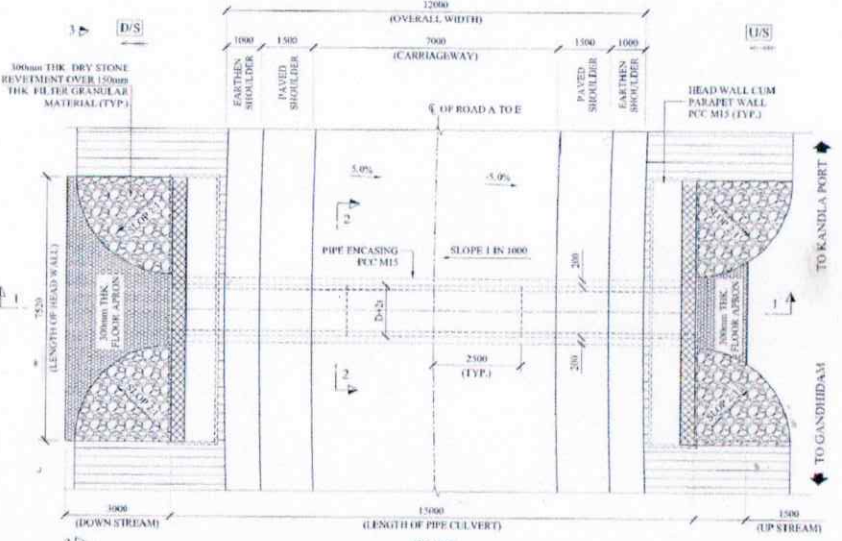 12000
(OVERALL WIDTH)
3
D/S
U/S
1000
1500
7000
1500
1000
(CARRIAGEWAY)
300mm THK. DRY STONE
REVETMENT OVER 150mm
THK FILTER GRANULAR
MATERIAL (TYP.)
EARTHEN
SHOULDER
PAVED
SHOULDER
PAVED
SHOULDER
EARTHEN
SHOULDER
HEAD WALL CUM
PARAPET WALL
PCC M15 (TYP.)
℄ OF ROAD A TO E
5.0%
-5.0%
TO KANDLA PORT
SLOP
SLOP
2
PIPE ENCASING
PCC M15
SLOPE 1 IN 1000
200
7520
(LENGTH OF HEAD WALL)
1
300mm THK
FLOOR APRON
D+2t
300mm THK
FLOOR APRON
1
2500
(TYP.)
200
2
SLOP
SLOP
TO GANDHIDAM
3000
(DOWN STREAM)
15000
(LENGTH OF PIPE CULVERT)
1500
(UP STREAM)